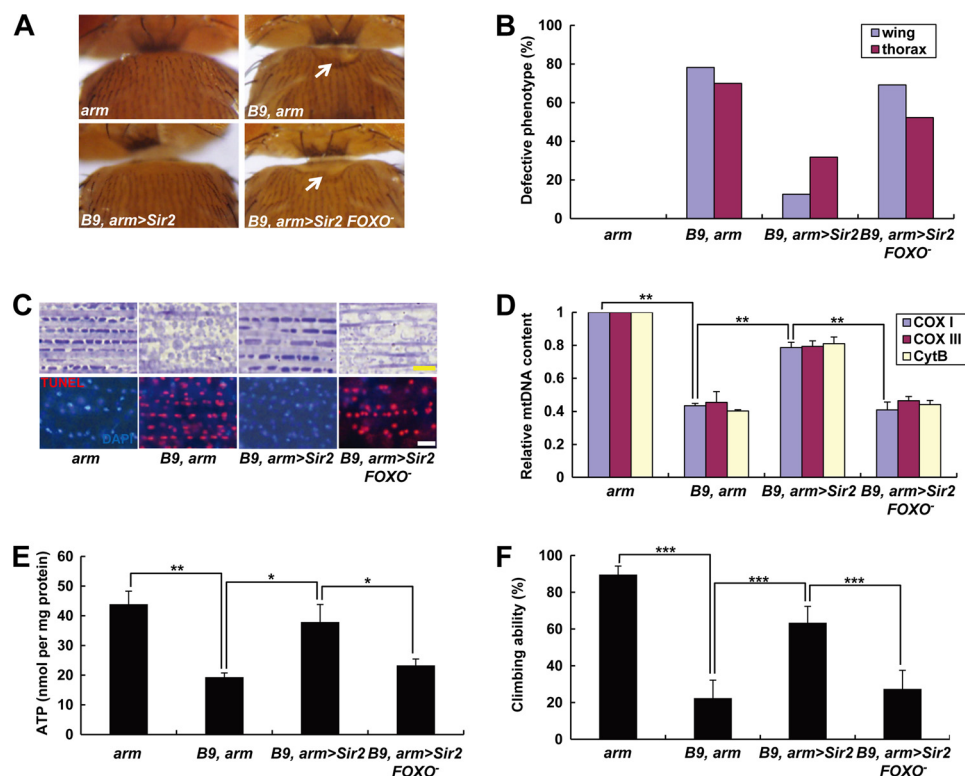 A
arm
B9, arm
B9, arm>Sir2
B9, arm>Sir2 FOXO-
B
Defective phenotype (%)
80
60
40
20
0
wing
thorax
arm
B9, arm
B9, arm>Sir2
B9, arm>Sir2
FOXO-
C
TUNEL
DAPI
arm
B9, arm
B9, arm>Sir2
B9, arm>Sir2
FOXO-
D
Relative mtDNA content
1
0.8
0.6
0.4
0.2
0
**
**
**
COX I
COX III
CytB
arm
B9, arm
B9, arm>Sir2
B9, arm>Sir2
FOXO-
E
ATP (nmol per mg protein)
60
50
40
30
20
10
0
**
*
*
arm
B9, arm
B9, arm>Sir2
B9, arm>Sir2
FOXO-
F
Climbing ability (%)
100
80
60
40
20
0
***
***
***
arm
B9, arm
B9, arm>Sir2
B9, arm>Sir2
FOXO-